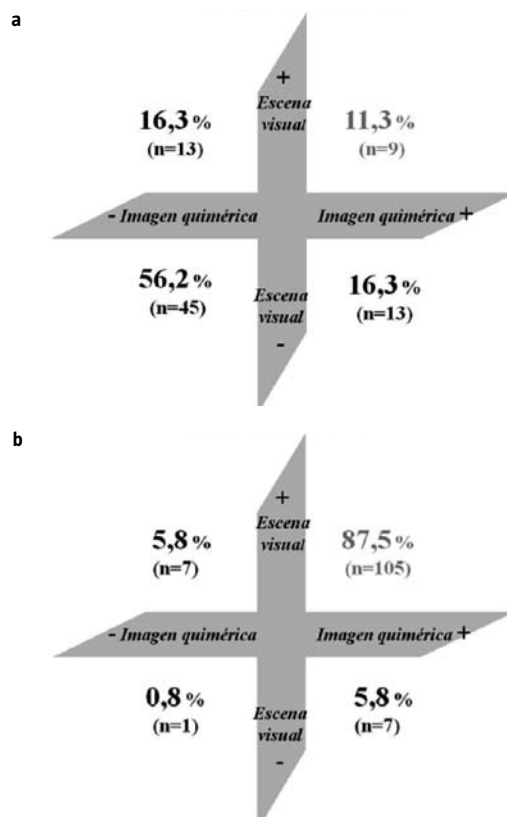 a
+
Escena
visual
16,3 %
(n=13)
11,3 %
(n=9)
- Imagen quimérica
Imagen quimérica +
56,2 %
(n=45)
Escena
visual
-
16,3 %
(n=13)
b
+
Escena
visual
5,8 %
(n=7)
87,5 %
(n=105)
- Imagen quimérica
Imagen quimérica +
0,8 %
(n=1)
Escena
visual
-
5,8 %
(n=7)